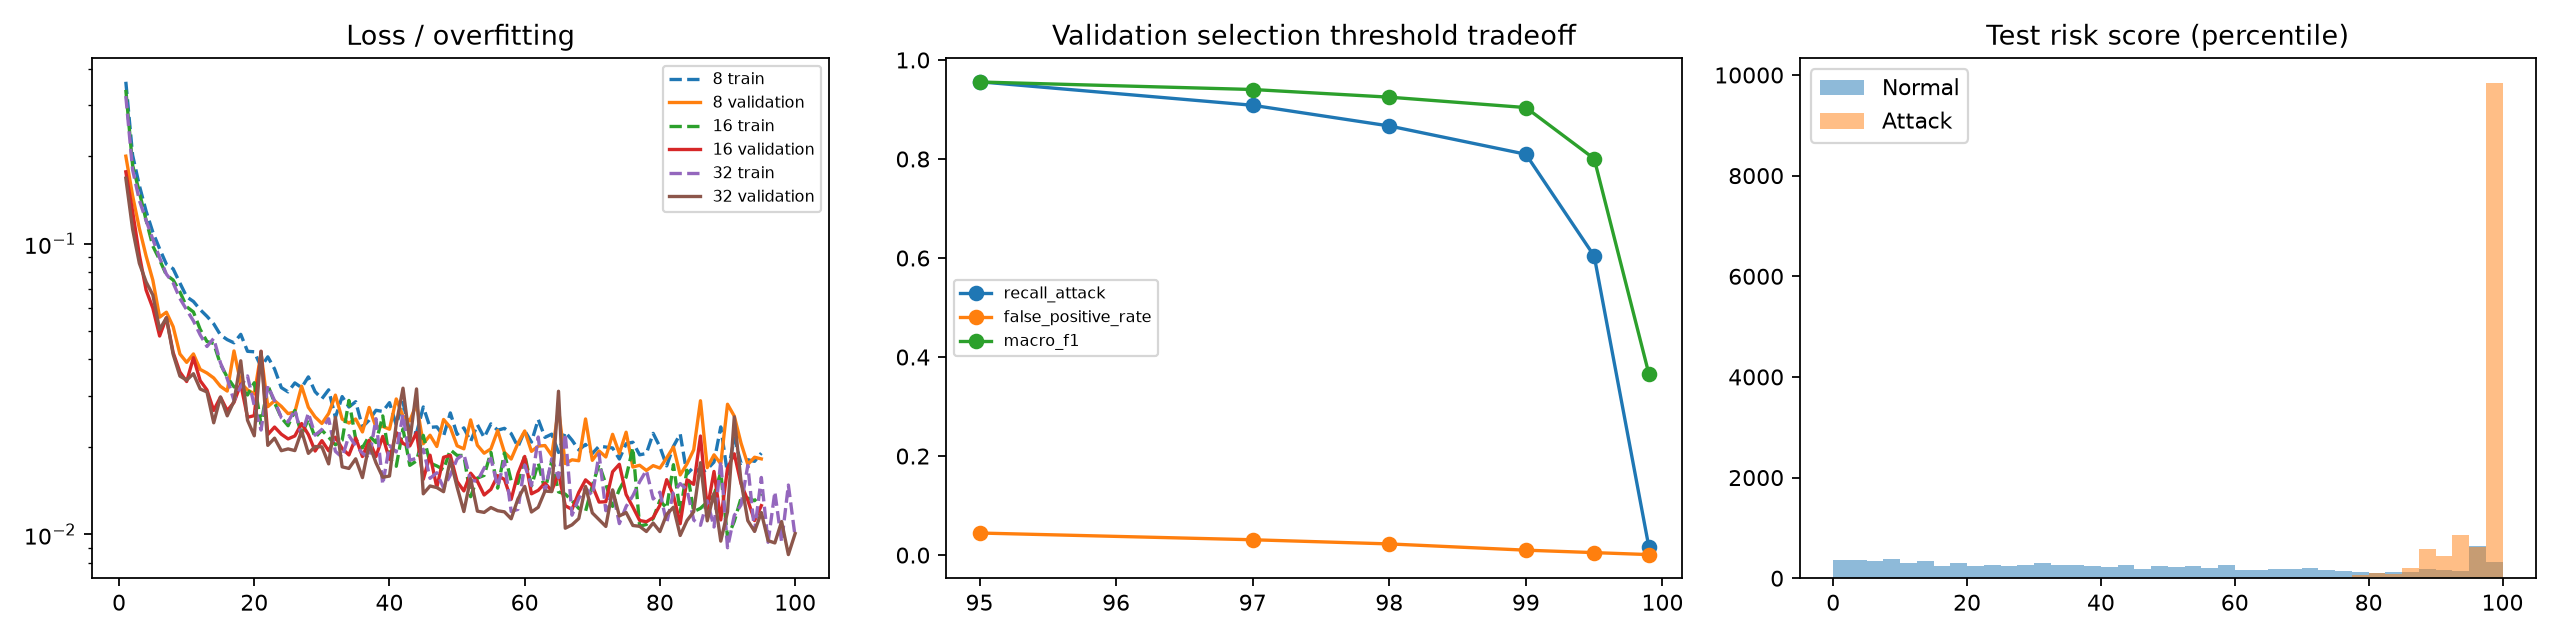 Loss / overfitting
10⁻¹
10⁻²
0 20 40 60 80 100
8 train
8 validation
16 train
16 validation
32 train
32 validation
Validation selection threshold tradeoff
1.0
0.8
0.6
0.4
0.2
0.0
95 96 97 98 99 100
recall_attack
false_positive_rate
macro_f1
Test risk score (percentile)
10000
8000
6000
4000
2000
0
0 20 40 60 80 100
Normal
Attack